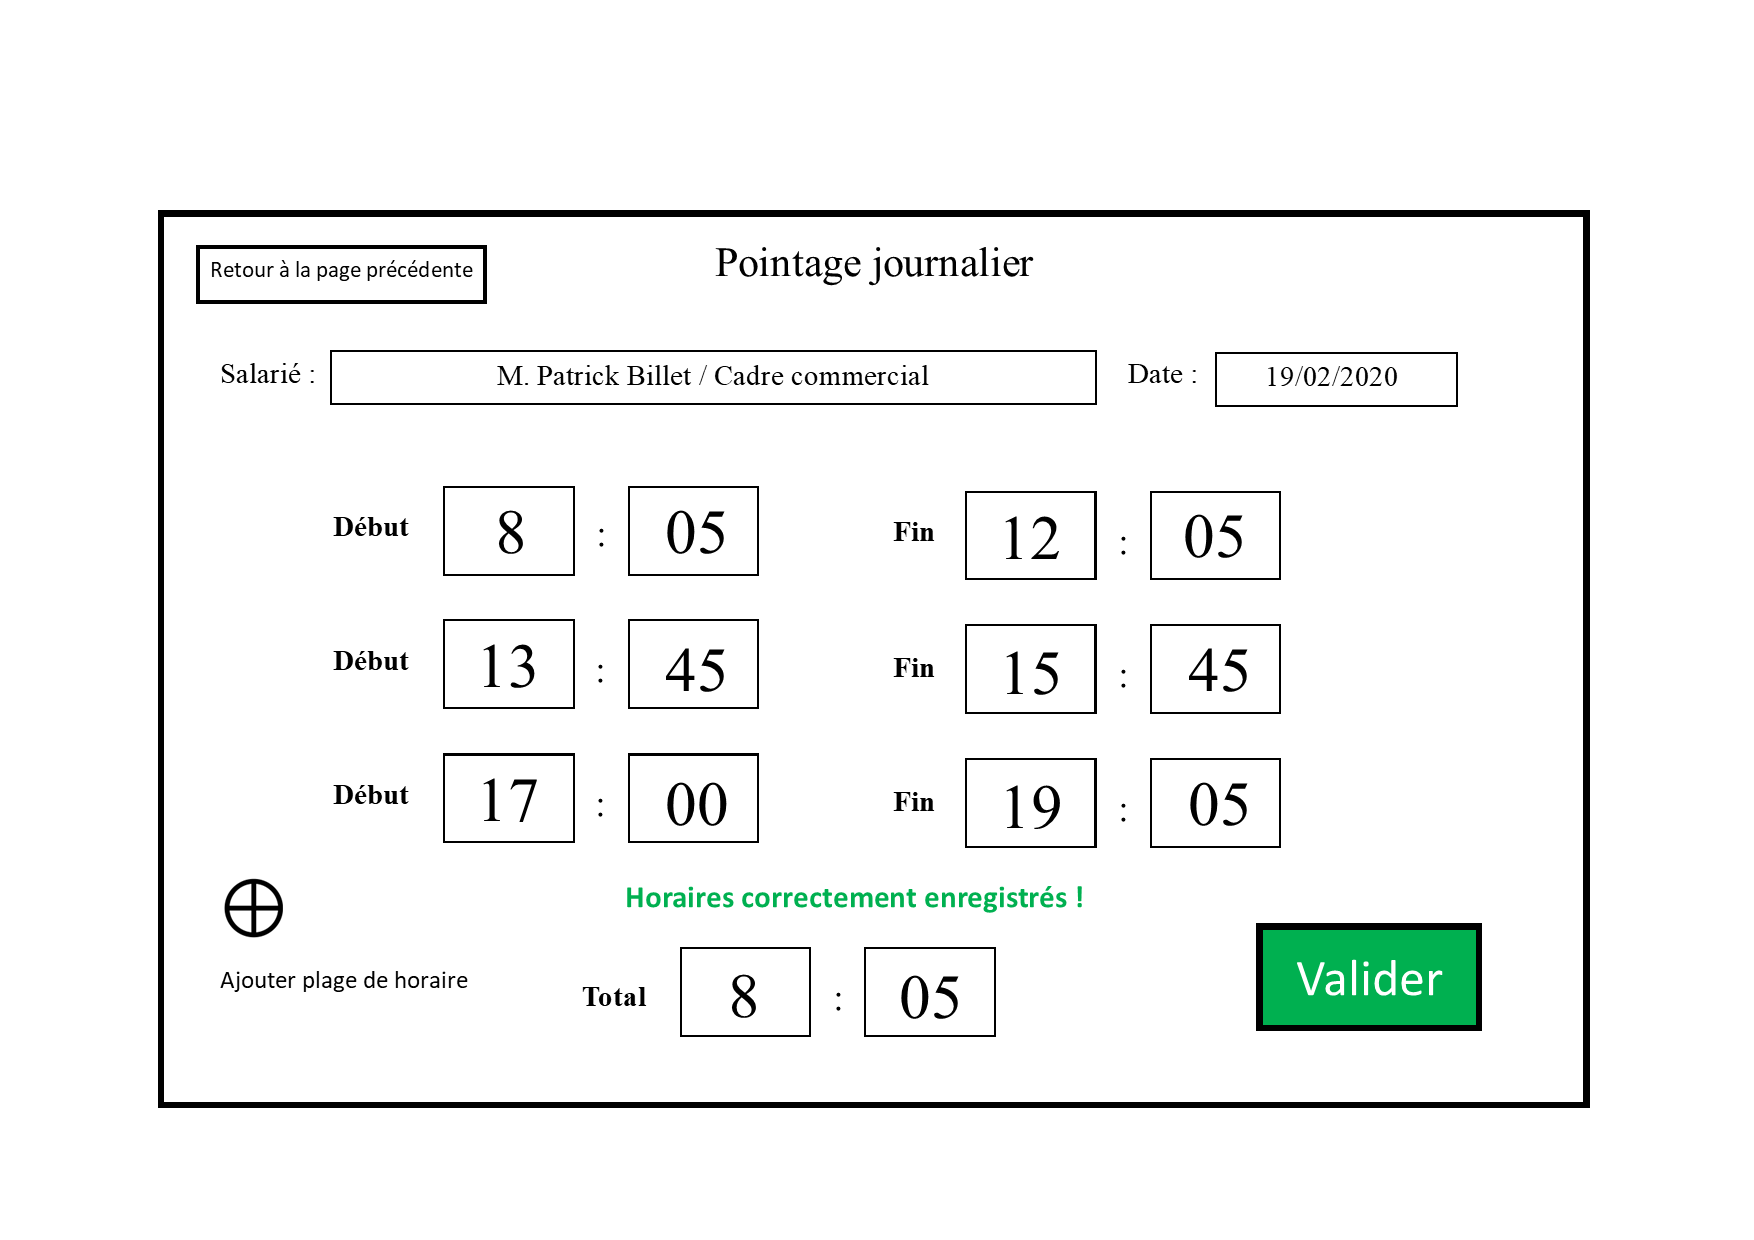 Retour à la page précédente
Pointage journalier
Salarié : M. Patrick Billet / Cadre commercial Date : 19/02/2020
Début 8 : 05 Fin 12 : 05
Début 13 : 45 Fin 15 : 45
Début 17 : 00 Fin 19 : 05
Horaires correctement enregistrés !
Ajouter plage de horaire
Total 8 : 05
Valider